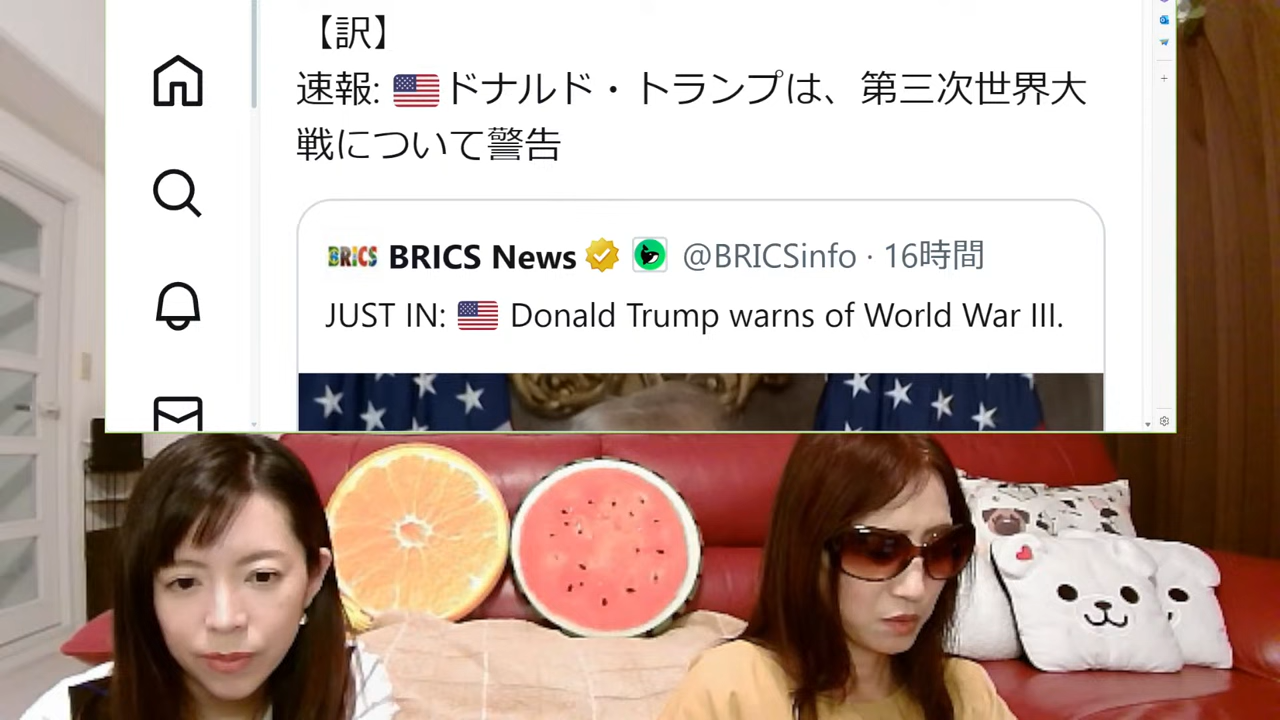 【訳】
速報: 🇺🇸ドナルド・トランプは、第三次世界大
戦について警告
BRICS BRICS News @BRICSinfo · 16時間
JUST IN: 🇺🇸 Donald Trump warns of World War III.